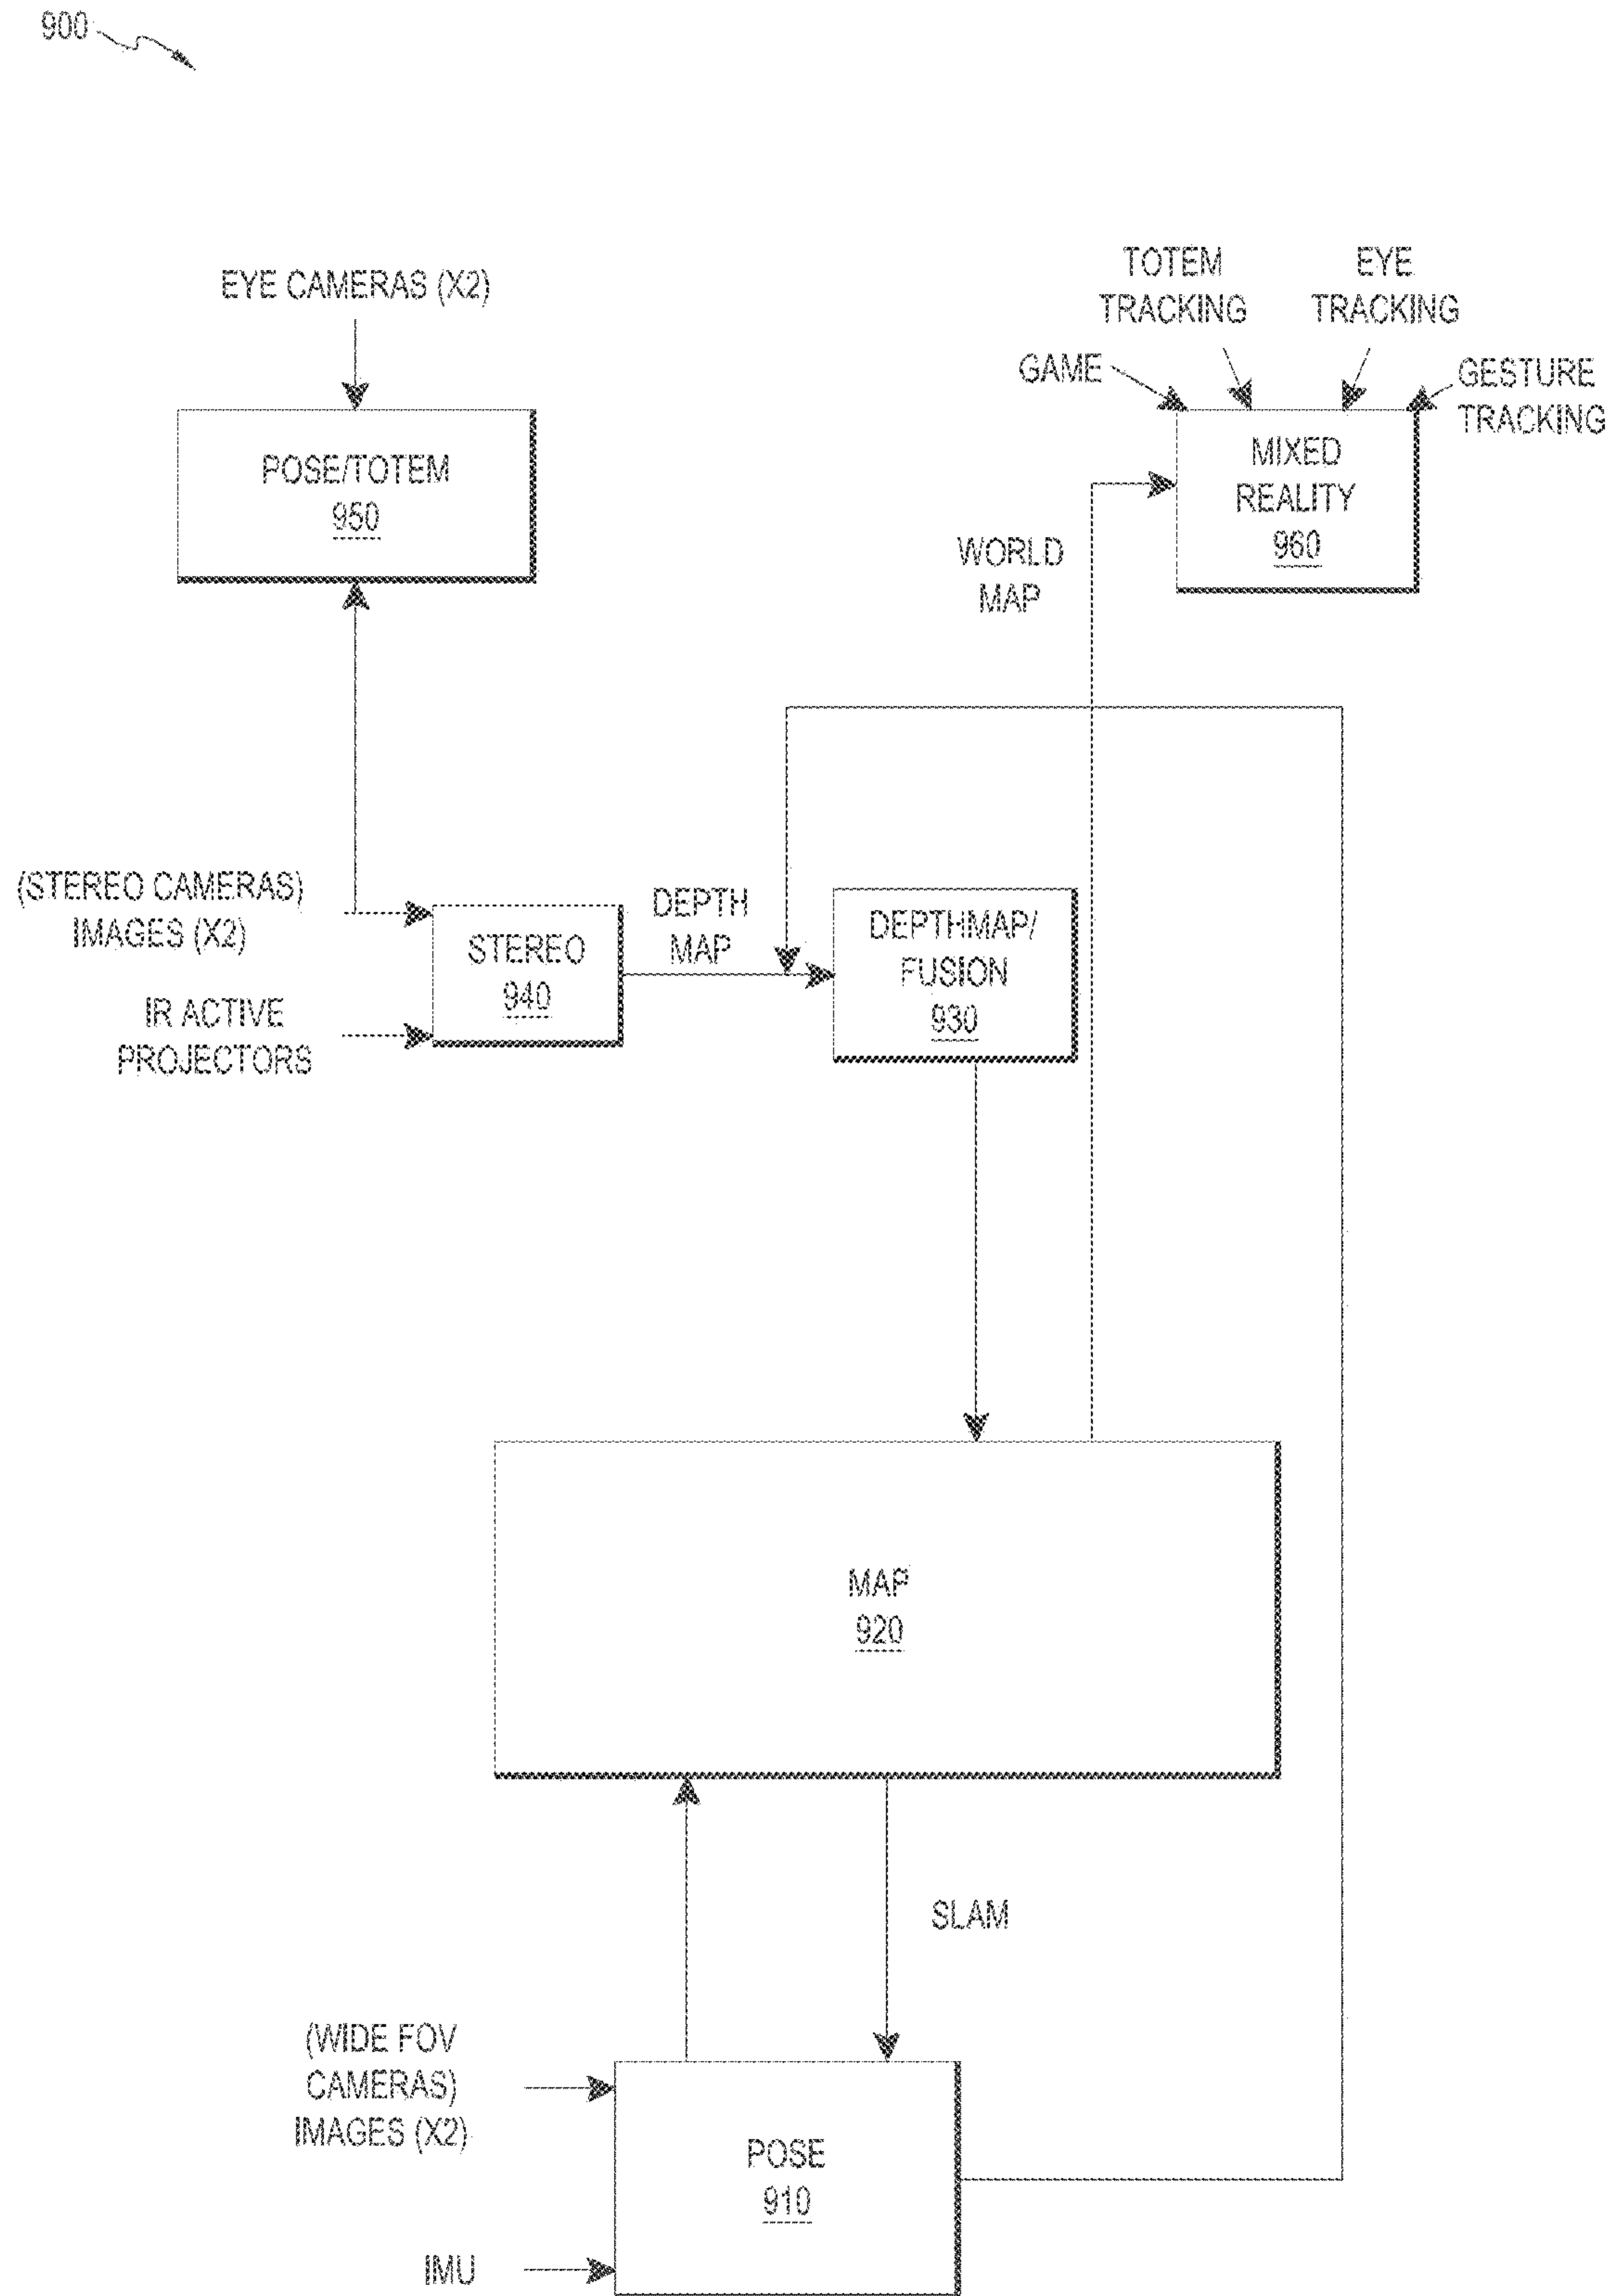 900
EYE CAMERAS (X2)
POSE/TOTEM
950
TOTEM
TRACKING
EYE
TRACKING
GAME
GESTURE
TRACKING
MIXED
REALITY
960
WORLD
MAP
(STEREO CAMERAS)
IMAGES (X2)
IR ACTIVE
PROJECTORS
STEREO
940
DEPTH
MAP
DEPTHMAP/
FUSION
930
MAP
920
SLAM
(WIDE FOV
CAMERAS)
IMAGES (X2)
IMU
POSE
910